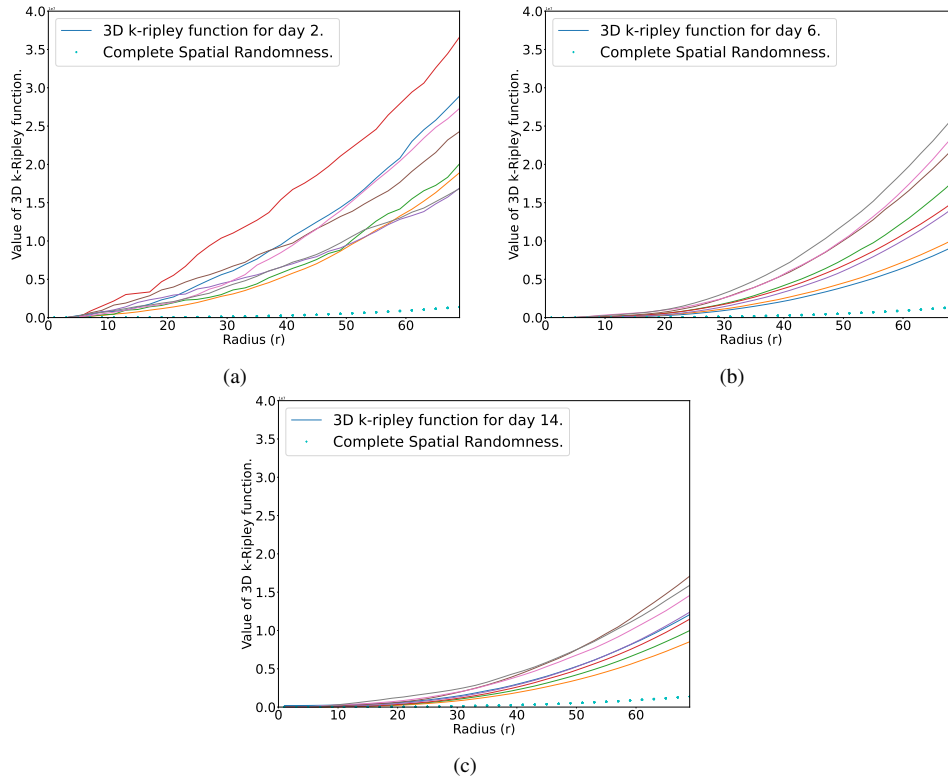 3D k-ripley function for day 2.
Complete Spatial Randomness.
Value of 3D k-Ripley function.
4.0
3.5
3.0
2.5
2.0
1.5
1.0
0.5
0.0
0 10 20 30 40 50 60
Radius (r)
(a)
3D k-ripley function for day 6.
Complete Spatial Randomness.
Value of 3D k-Ripley function.
4.0
3.5
3.0
2.5
2.0
1.5
1.0
0.5
0.0
0 10 20 30 40 50 60
Radius (r)
(b)
3D k-ripley function for day 14.
Complete Spatial Randomness.
Value of 3D k-Ripley function.
4.0
3.5
3.0
2.5
2.0
1.5
1.0
0.5
0.0
0 10 20 30 40 50 60
Radius (r)
(c)